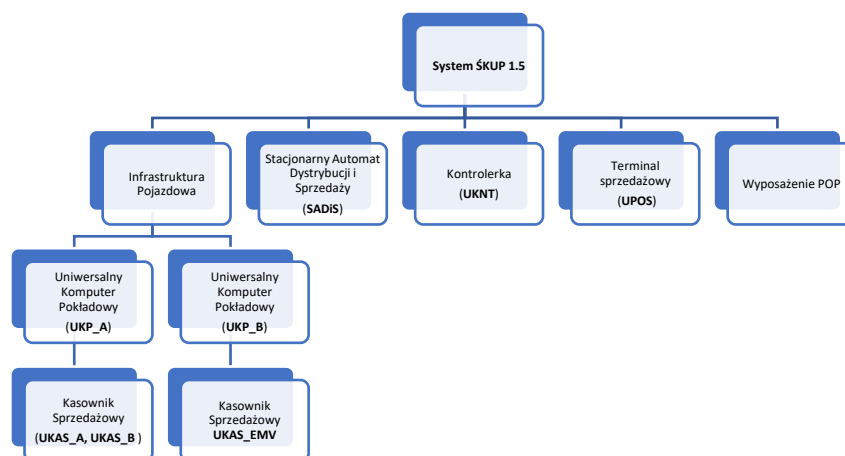 System ŚKUP 1.5
Infrastruktura
Pojazdowa
Stacjonarny Automat
Dystrybucji i
Sprzedaży
(SADiS)
Kontrolerka
(UKNT)
Terminal
sprzedażowy
(UPOS)
Wyposażenie POP
Uniwersalny
Komputer
Pokładowy
(UKP_A)
Uniwersalny
Komputer
Pokładowy
(UKP_B)
Kasownik
Sprzedażowy
(UKAS_A, UKAS_B )
Kasownik
Sprzedażowy
UKAS_EMV